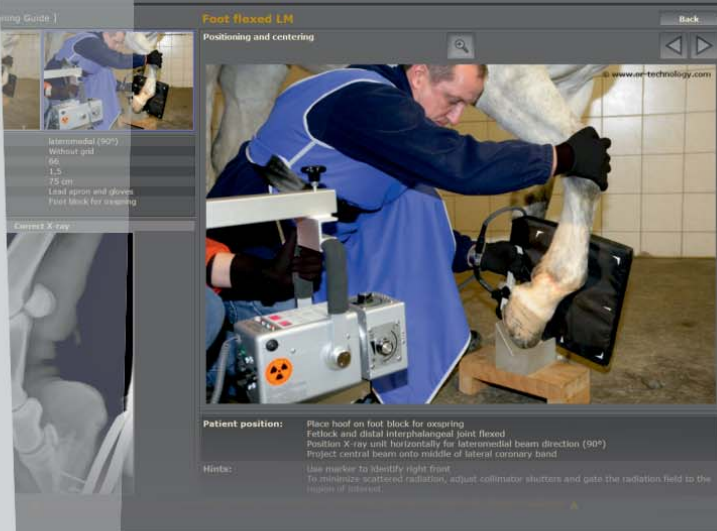 ning Guide ]
Foot flexed LM
Back
Positioning and centering
© www.or-technology.com
lateromedial (90°)
Without grid
66
1,5
75 cm
Lead apron and gloves
Foot block for oxspring
Correct X-ray
Patient position:
Place hoof on foot block for oxspring
Fetlock and distal interphalangeal joint flexed
Position X-ray unit horizontally for lateromedial beam direction (90°)
Project central beam onto middle of lateral coronary band
Hints:
Use marker to identify right front
To minimize scattered radiation, adjust collimator shutters and gate the radiation field to the
region of interest